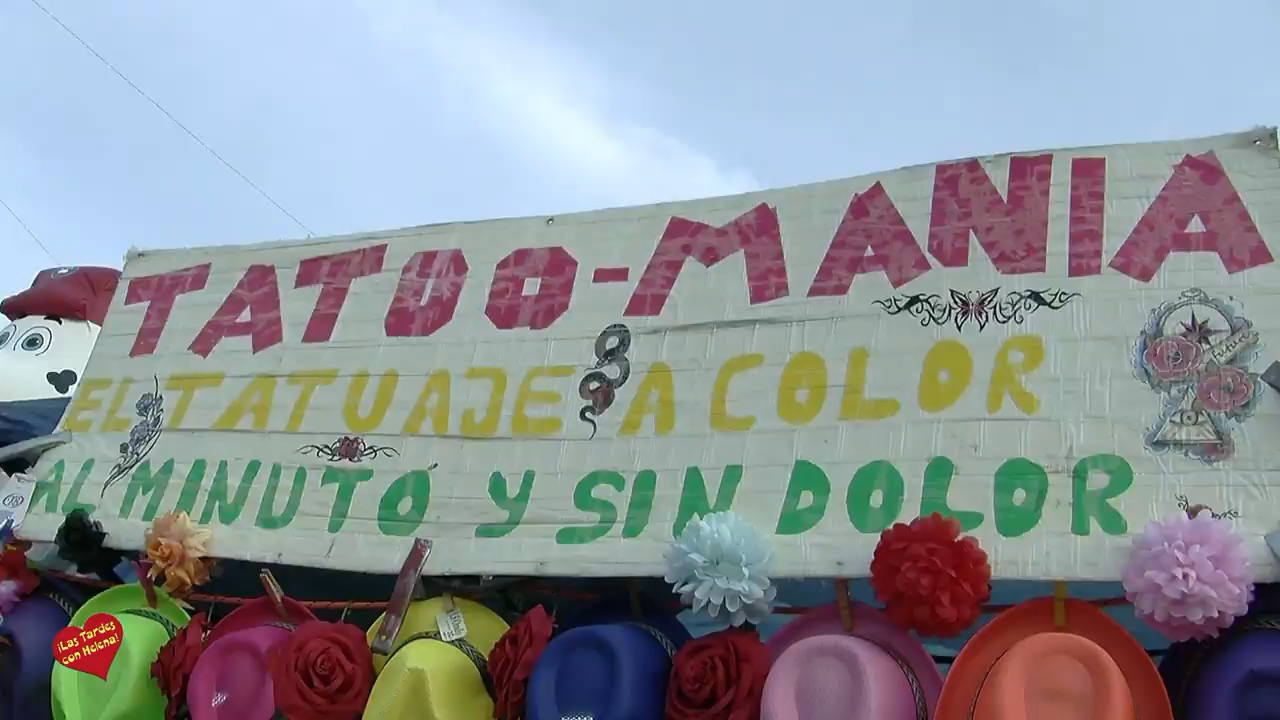 TATOO-MANIA
EL TATUAJE A COLOR
AL MINUTO Y SIN DOLOR
¡Las Tardes
con Helena!